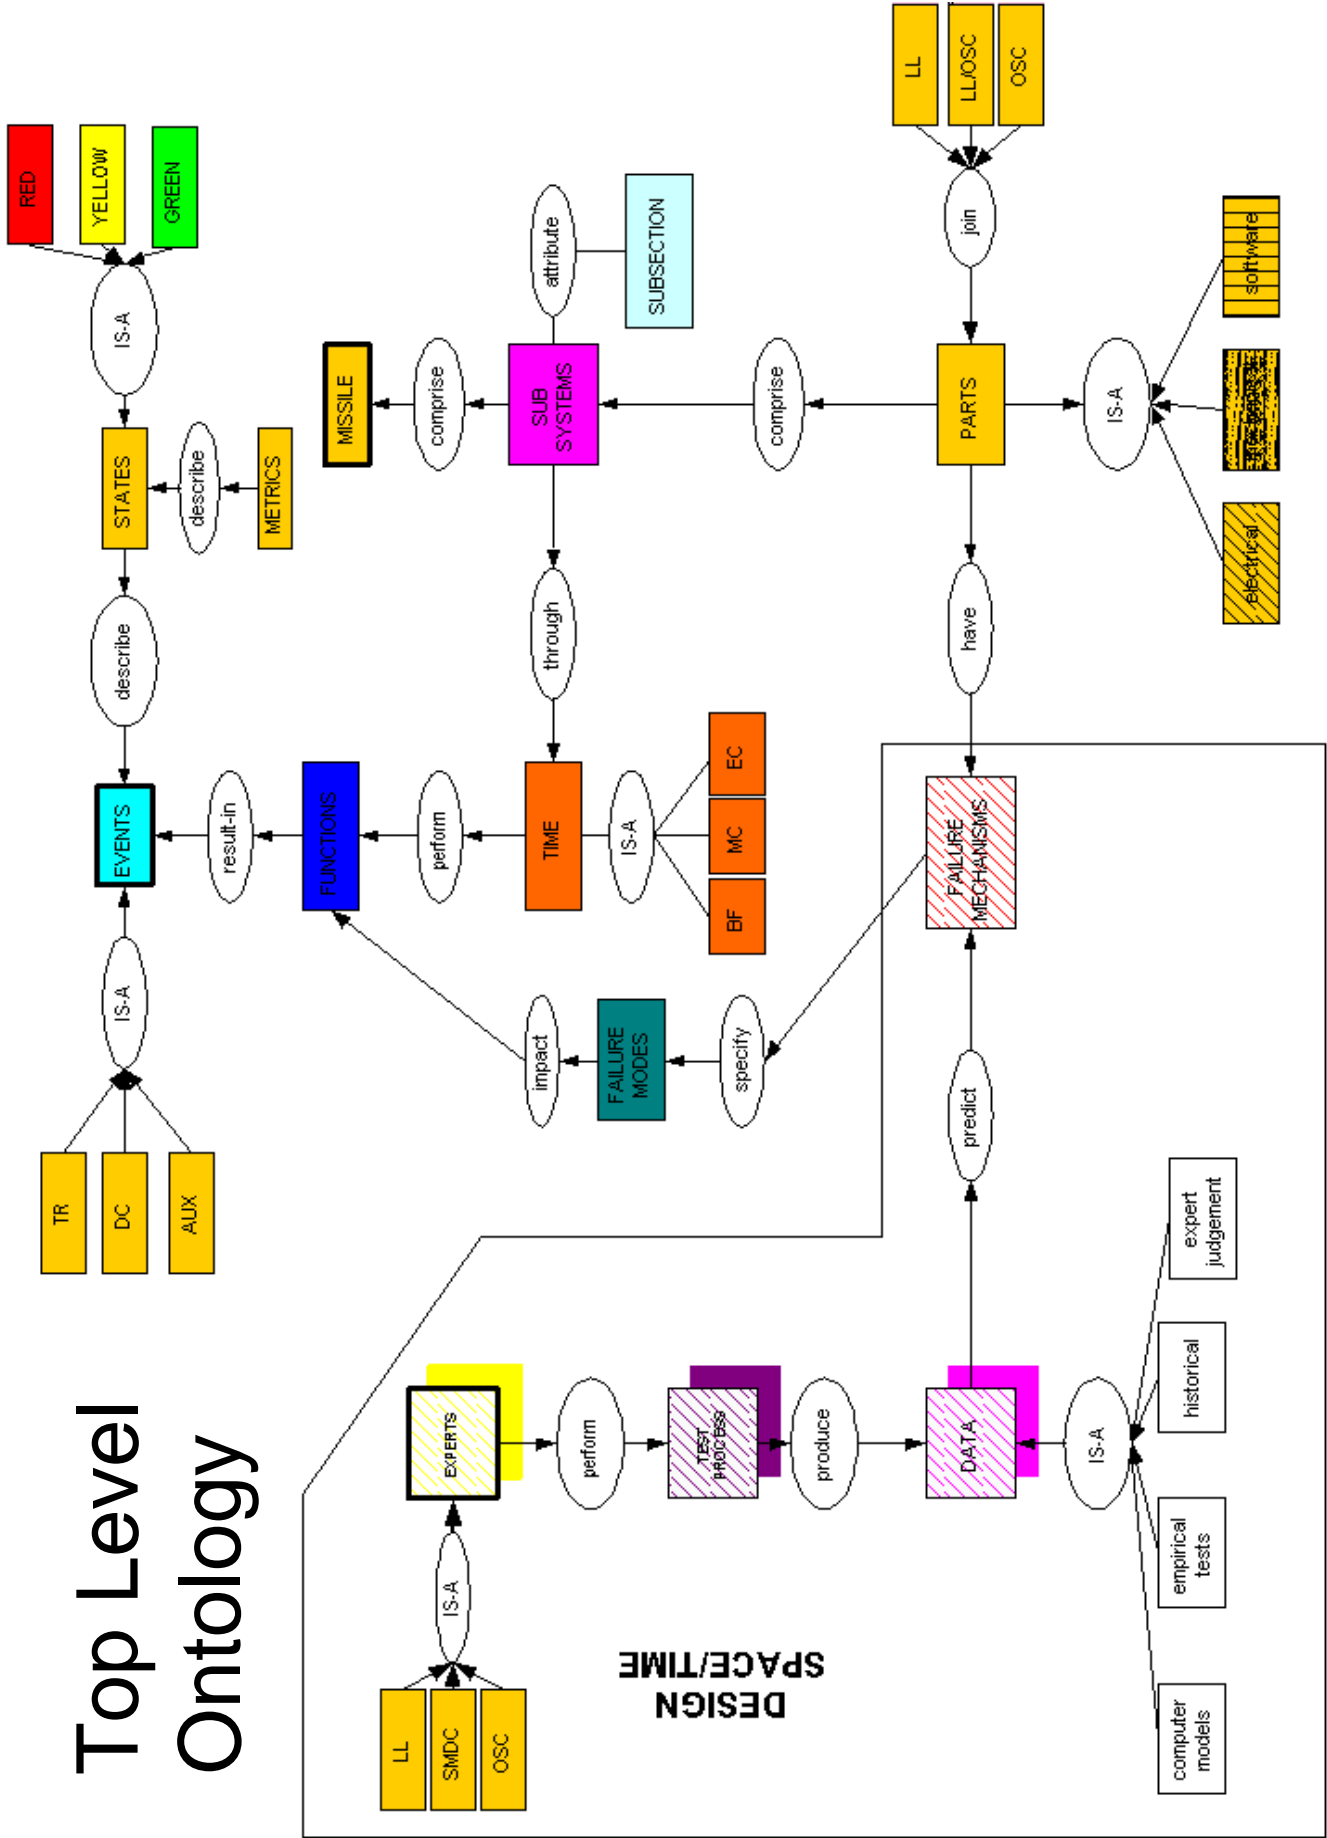 Top Level
Ontology
TR
DC
AUX
IS-A
EVENTS
describe
STATES
IS-A
RED
YELLOW
GREEN
describe
METRICS
result-in
FUNCTIONS
perform
TIME
IS-A
BF
MC
EC
through
MISSILE
comprise
SUB
SYSTEMS
attribute
SUBSECTION
comprise
impact
FAILURE
MODES
specify
LL
SMDC
OSC
IS-A
EXPERTS
perform
TEST
PROCESS
produce
DATA
predict
FAILURE
MECHANISMS
have
PARTS
join
LL
LL/OSC
OSC
IS-A
electrical
software
IS-A
computer
models
empirical
tests
historical
expert
judgement
DESIGN
SPACE/TIME